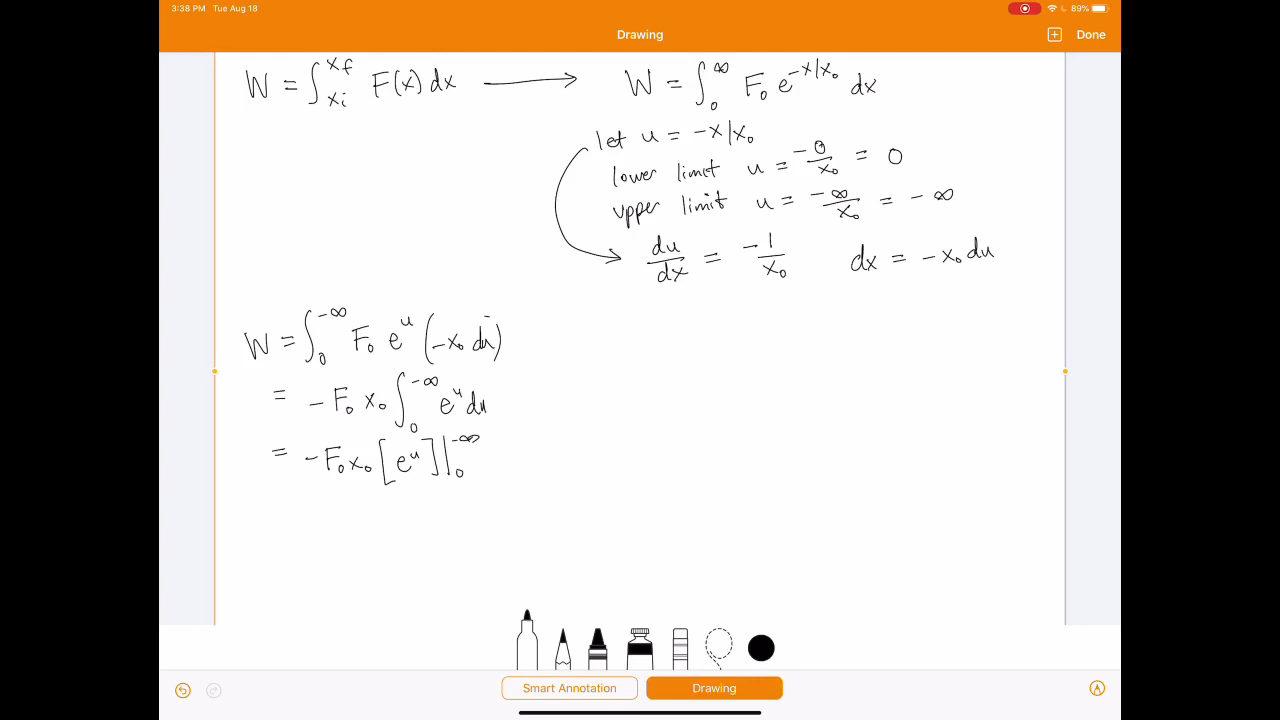 3:38 PM Tue Aug 18 89%
Drawing Done
W = ∫_{xi}^{xf} F(x) dx ⟶ W = ∫_0^∞ F₀ e^{-x/x₀} dx
let u = -x/x₀
lower limit u = -0/x₀ = 0
upper limit u = -∞/x₀ = -∞
du/dx = -1/x₀ dx = -x₀ du
W = ∫_0^{-∞} F₀ e^u (-x₀ du)
= -F₀ x₀ ∫_0^{-∞} e^u du
= -F₀x₀ [e^u]|_0^{-∞}
Smart Annotation Drawing